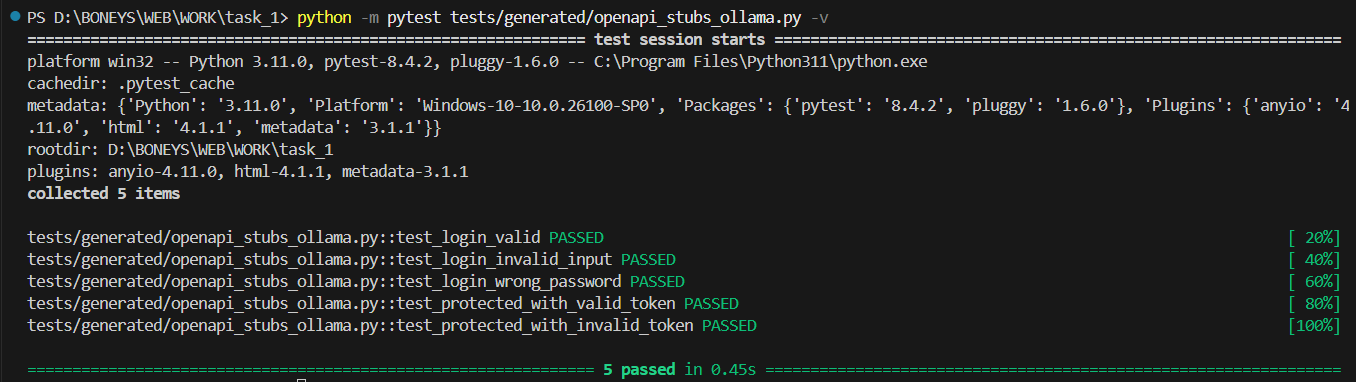 PS D:\BONEYS\WEB\WORK\task_1> python -m pytest tests/generated/openapi_stubs_ollama.py -v
============================================================== test session starts ==============================================================
platform win32 -- Python 3.11.0, pytest-8.4.2, pluggy-1.6.0 -- C:\Program Files\Python311\python.exe
cachedir: .pytest_cache
metadata: {'Python': '3.11.0', 'Platform': 'Windows-10-10.0.26100-SP0', 'Packages': {'pytest': '8.4.2', 'pluggy': '1.6.0'}, 'Plugins': {'anyio': '4
.11.0', 'html': '4.1.1', 'metadata': '3.1.1'}}
rootdir: D:\BONEYS\WEB\WORK\task_1
plugins: anyio-4.11.0, html-4.1.1, metadata-3.1.1
collected 5 items
tests/generated/openapi_stubs_ollama.py::test_login_valid PASSED [ 20%]
tests/generated/openapi_stubs_ollama.py::test_login_invalid_input PASSED [ 40%]
tests/generated/openapi_stubs_ollama.py::test_login_wrong_password PASSED [ 60%]
tests/generated/openapi_stubs_ollama.py::test_protected_with_valid_token PASSED [ 80%]
tests/generated/openapi_stubs_ollama.py::test_protected_with_invalid_token PASSED [100%]
=============================================================== 5 passed in 0.45s ===============================================================